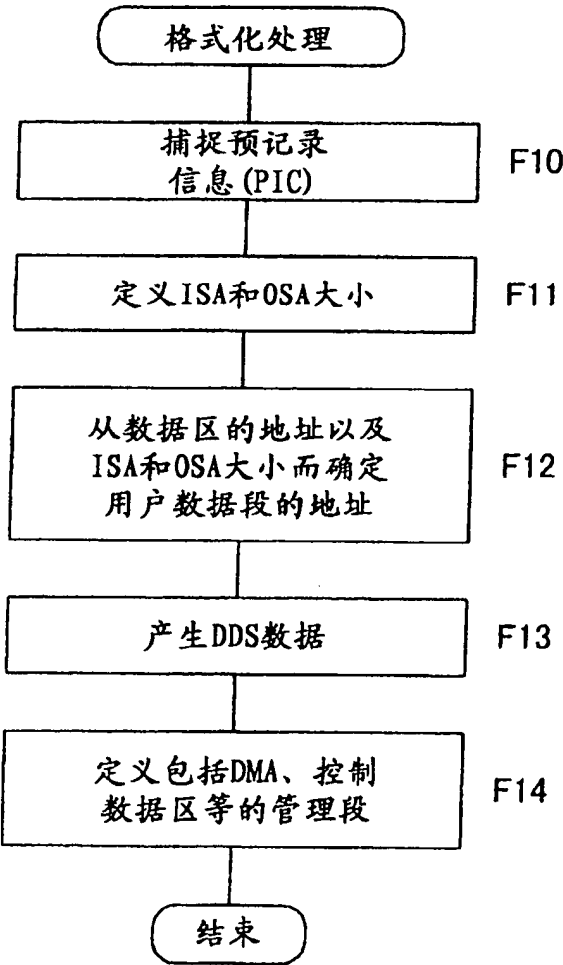 格式化处理
捕捉预记录
信息(PIC)
F10
定义ISA和OSA大小
F11
从数据区的地址以及
ISA和OSA大小而确定
用户数据段的地址
F12
产生DDS数据
F13
定义包括DMA、控制
数据区等的管理段
F14
结束